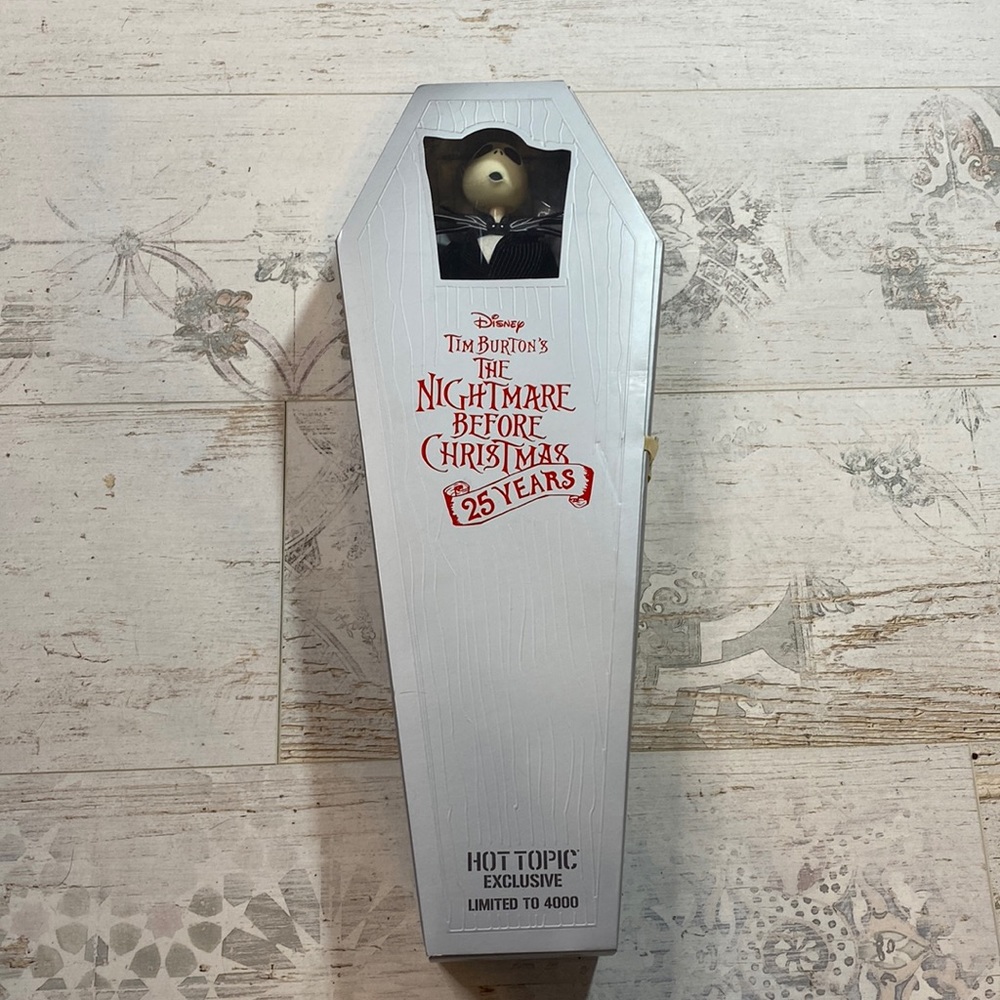 Disney
TIM BURTON'S
THE
NIGHTMARE
BEFORE
CHRISTMAS
25 YEARS
HOT TOPIC
EXCLUSIVE
LIMITED TO 4000